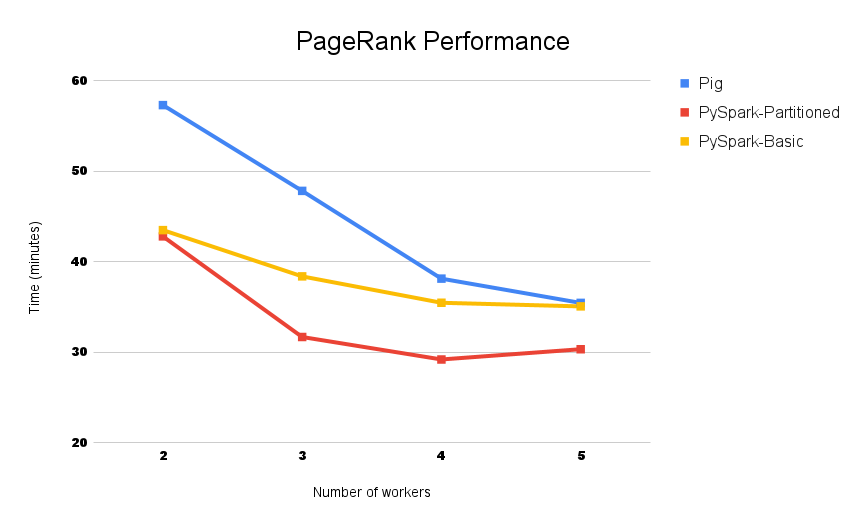 PageRank Performance
Pig
PySpark-Partitioned
PySpark-Basic
60
50
40
30
20
Time (minutes)
2 3 4 5
Number of workers